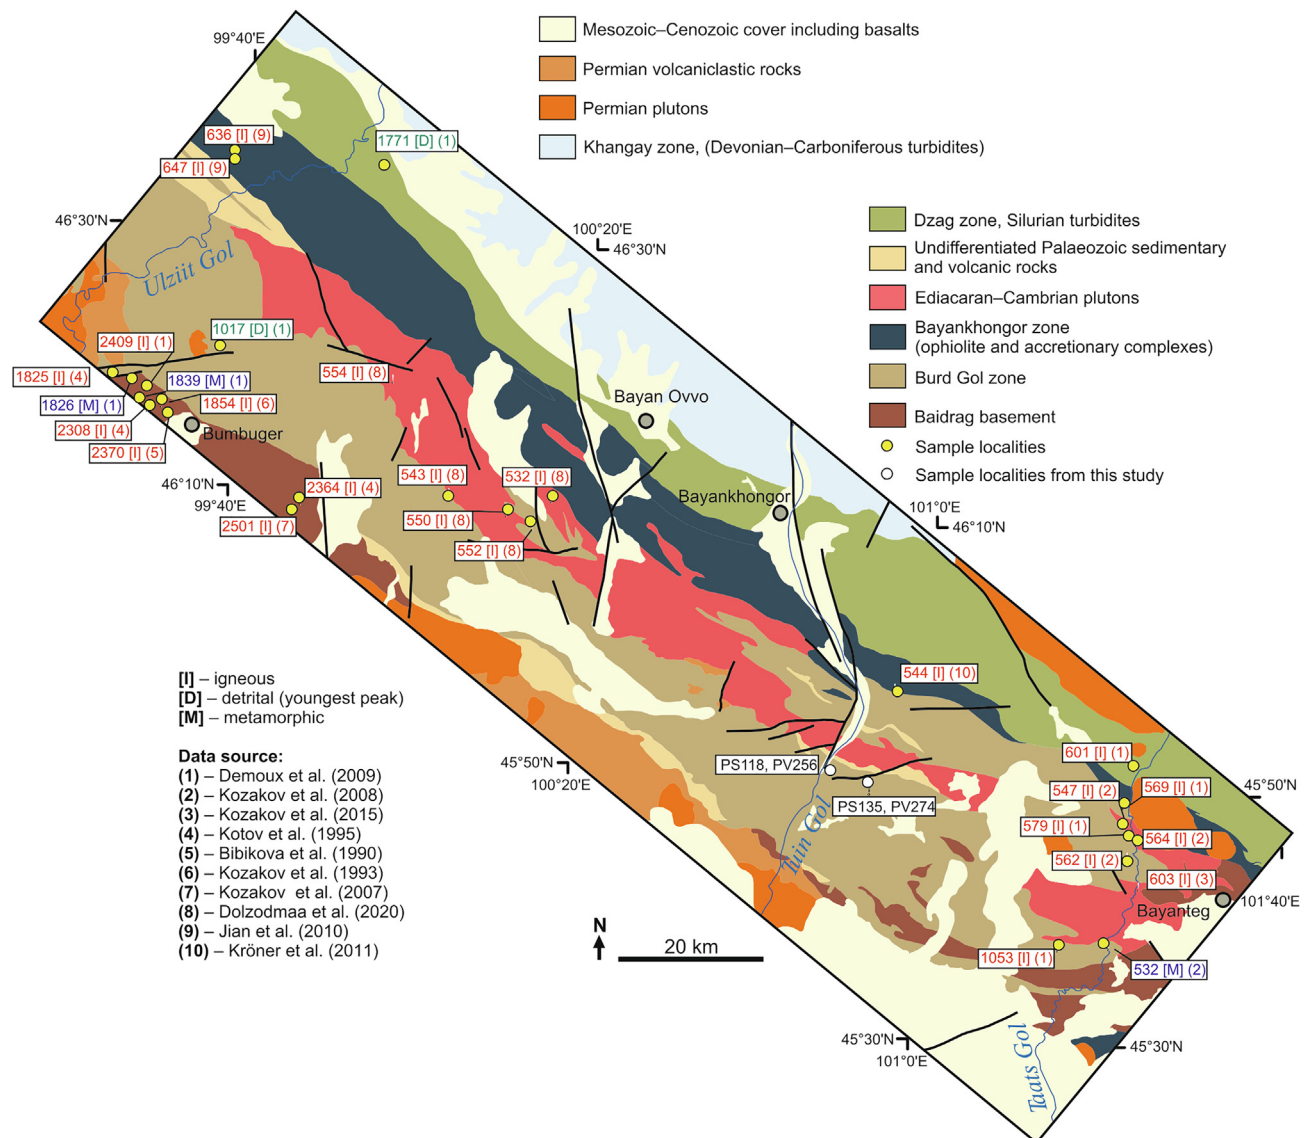 99°40'E
Mesozoic–Cenozoic cover including basalts
Permian volcaniclastic rocks
Permian plutons
Khangay zone, (Devonian–Carboniferous turbidites)
636 [I] (9)
1771 [D] (1)
647 [I] (9)
46°30'N
100°20'E
46°30'N
Dzag zone, Silurian turbidites
Undifferentiated Palaeozoic sedimentary
and volcanic rocks
Ediacaran–Cambrian plutons
Bayankhongor zone
(ophiolite and accretionary complexes)
Burd Gol zone
Baidrag basement
Sample localities
Sample localities from this study
Ulziit Gol
1017 [D] (1)
2409 [I] (1)
1825 [I] (4)
1839 [M] (1)
554 [I] (8)
1826 [M] (1)
1854 [I] (6)
2308 [I] (4)
2370 [I] (5)
Bumbuger
Bayan Ovvo
46°10'N
99°40'E
2364 [I] (4)
2501 [I] (7)
543 [I] (8)
532 [I] (8)
550 [I] (8)
552 [I] (8)
Bayankhongor
101°0'E
46°10'N
544 [I] (10)
[I] – igneous
[D] – detrital (youngest peak)
[M] – metamorphic
Data source:
(1) – Demoux et al. (2009)
(2) – Kozakov et al. (2008)
(3) – Kozakov et al. (2015)
(4) – Kotov et al. (1995)
(5) – Bibikova et al. (1990)
(6) – Kozakov et al. (1993)
(7) – Kozakov et al. (2007)
(8) – Dolzodmaa et al. (2020)
(9) – Jian et al. (2010)
(10) – Kröner et al. (2011)
45°50'N
100°20'E
PS118, PV256
PS135, PV274
Tuin Gol
601 [I] (1)
547 [I] (2)
569 [I] (1)
579 [I] (1)
564 [I] (2)
562 [I] (2)
603 [I] (3)
45°50'N
101°40'E
Bayanteg
1053 [I] (1)
532 [M] (2)
N
20 km
45°30'N
101°0'E
45°30'N
Taats Gol